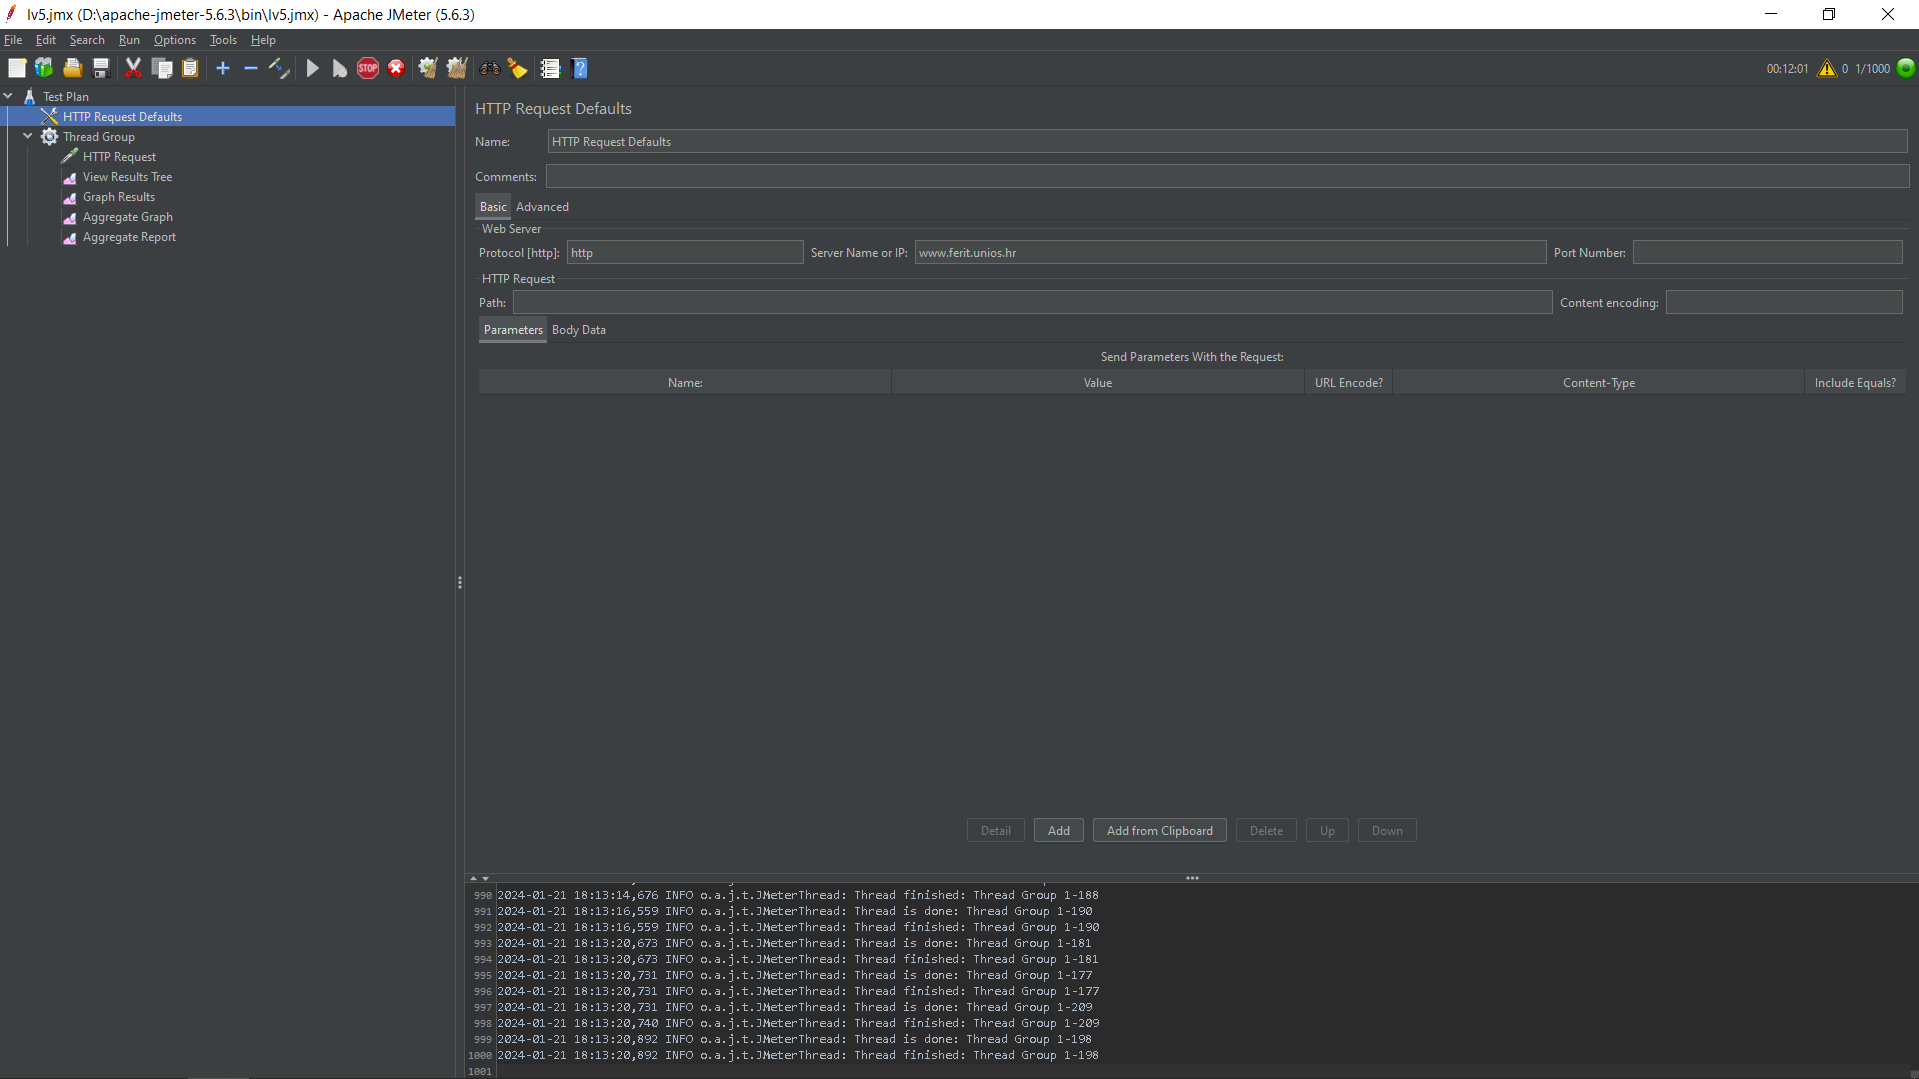 lv5.jmx (D:\apache-jmeter-5.6.3\bin\lv5.jmx) - Apache JMeter (5.6.3)
File Edit Search Run Options Tools Help
STOP
00:12:01 0 1/1000
Test Plan
HTTP Request Defaults
Thread Group
HTTP Request
View Results Tree
Graph Results
Aggregate Graph
Aggregate Report
HTTP Request Defaults
Name: HTTP Request Defaults
Comments:
Basic Advanced
Web Server
Protocol [http]: http Server Name or IP: www.ferit.unios.hr Port Number:
HTTP Request
Path: Content encoding:
Parameters Body Data
Send Parameters With the Request:
Name: Value URL Encode? Content-Type Include Equals?
Detail Add Add from Clipboard Delete Up Down
990 2024-01-21 18:13:14,676 INFO o.a.j.t.JMeterThread: Thread finished: Thread Group 1-188
991 2024-01-21 18:13:16,559 INFO o.a.j.t.JMeterThread: Thread is done: Thread Group 1-190
992 2024-01-21 18:13:16,559 INFO o.a.j.t.JMeterThread: Thread finished: Thread Group 1-190
993 2024-01-21 18:13:20,673 INFO o.a.j.t.JMeterThread: Thread is done: Thread Group 1-181
994 2024-01-21 18:13:20,673 INFO o.a.j.t.JMeterThread: Thread finished: Thread Group 1-181
995 2024-01-21 18:13:20,731 INFO o.a.j.t.JMeterThread: Thread is done: Thread Group 1-177
996 2024-01-21 18:13:20,731 INFO o.a.j.t.JMeterThread: Thread finished: Thread Group 1-177
997 2024-01-21 18:13:20,731 INFO o.a.j.t.JMeterThread: Thread is done: Thread Group 1-209
998 2024-01-21 18:13:20,740 INFO o.a.j.t.JMeterThread: Thread finished: Thread Group 1-209
999 2024-01-21 18:13:20,892 INFO o.a.j.t.JMeterThread: Thread is done: Thread Group 1-198
1000 2024-01-21 18:13:20,892 INFO o.a.j.t.JMeterThread: Thread finished: Thread Group 1-198
1001